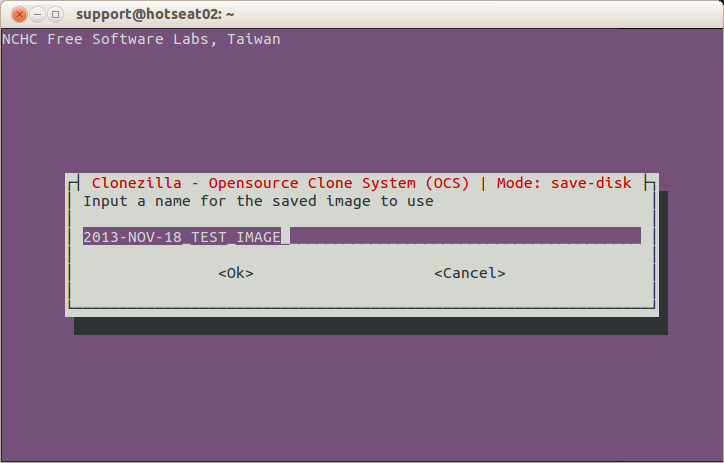 support@hotseat02: ~
NCHC Free Software Labs, Taiwan
Clonezilla - Opensource Clone System (OCS) | Mode: save-disk
Input a name for the saved image to use
2013-NOV-18_TEST_IMAGE
<Ok> <Cancel>